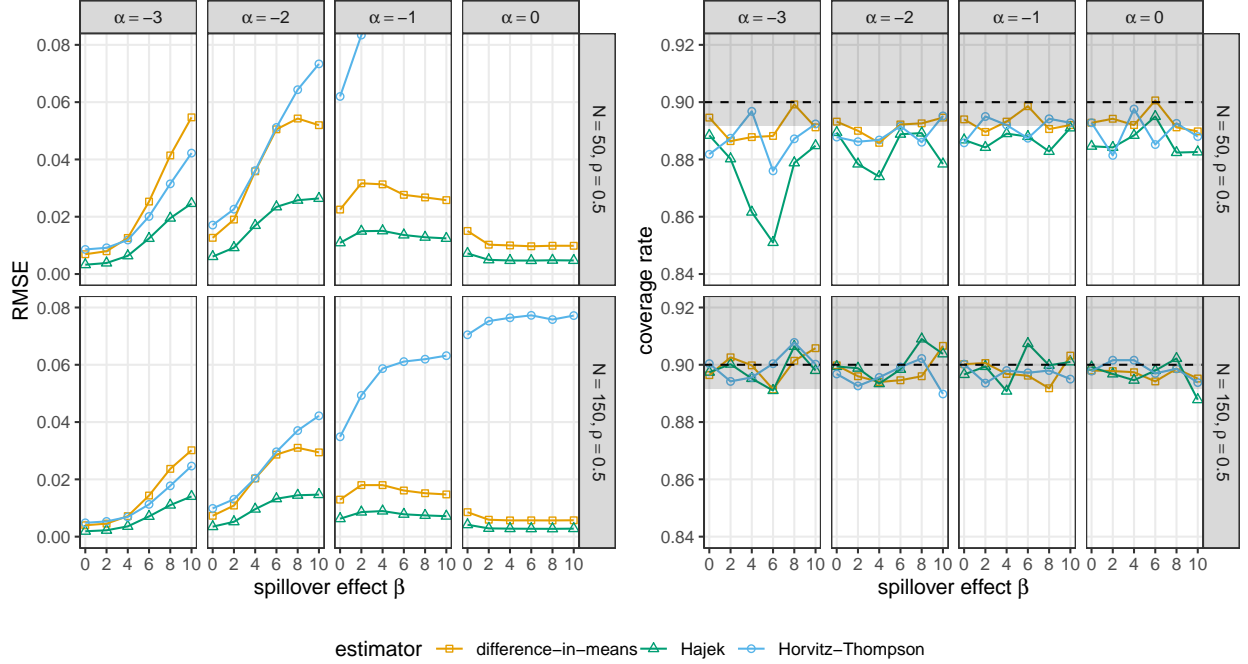 α = −3 α = −2 α = −1 α = 0
0.08
0.06
0.04
0.02
0.00
N = 50, ρ = 0.5
0.08
0.06
0.04
0.02
0.00
N = 150, ρ = 0.5
0 2 4 6 8 10 0 2 4 6 8 10 0 2 4 6 8 10 0 2 4 6 8 10
RMSE
spillover effect β
α = −3 α = −2 α = −1 α = 0
0.92
0.90
0.88
0.86
0.84
N = 50, ρ = 0.5
0.92
0.90
0.88
0.86
0.84
N = 150, ρ = 0.5
0 2 4 6 8 10 0 2 4 6 8 10 0 2 4 6 8 10 0 2 4 6 8 10
coverage rate
spillover effect β
estimator difference−in−means Hajek Horvitz−Thompson